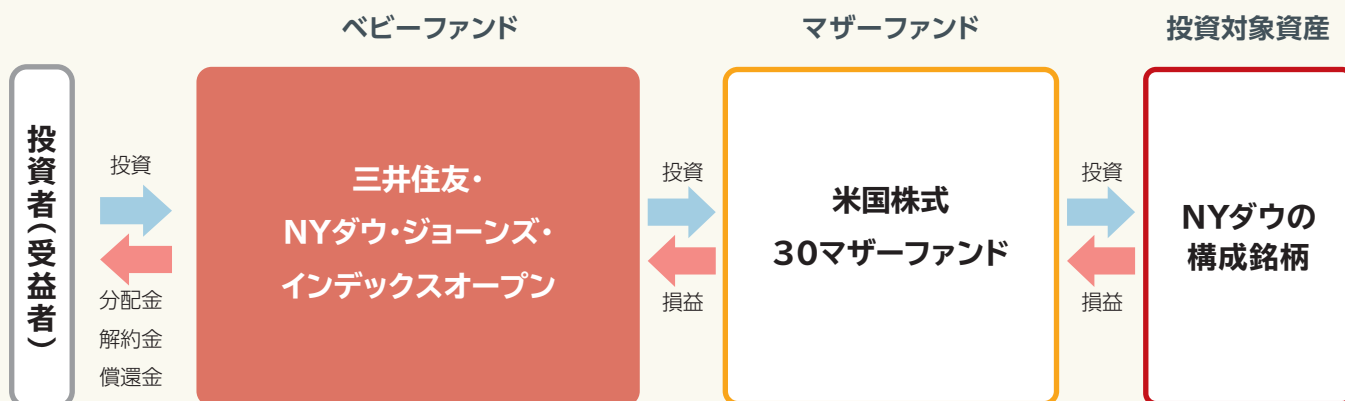 ベビーファンド
マザーファンド
投資対象資産
投資者(受益者)
投資
分配金
解約金
償還金
三井住友・
NYダウ・ジョーンズ・
インデックスオープン
投資
損益
米国株式
30マザーファンド
投資
損益
NYダウの
構成銘柄